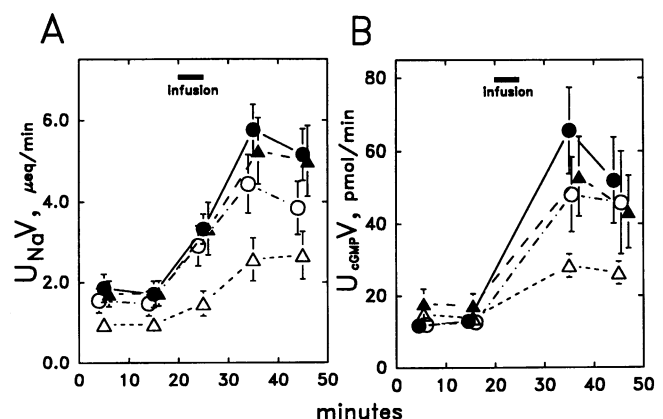 A
B
U Na V, μeq/min
6.0
4.0
2.0
0.0
infusion
0 10 20 30 40 50
U cGMP V, pmol/min
80
60
40
20
0
infusion
0 10 20 30 40 50
minutes